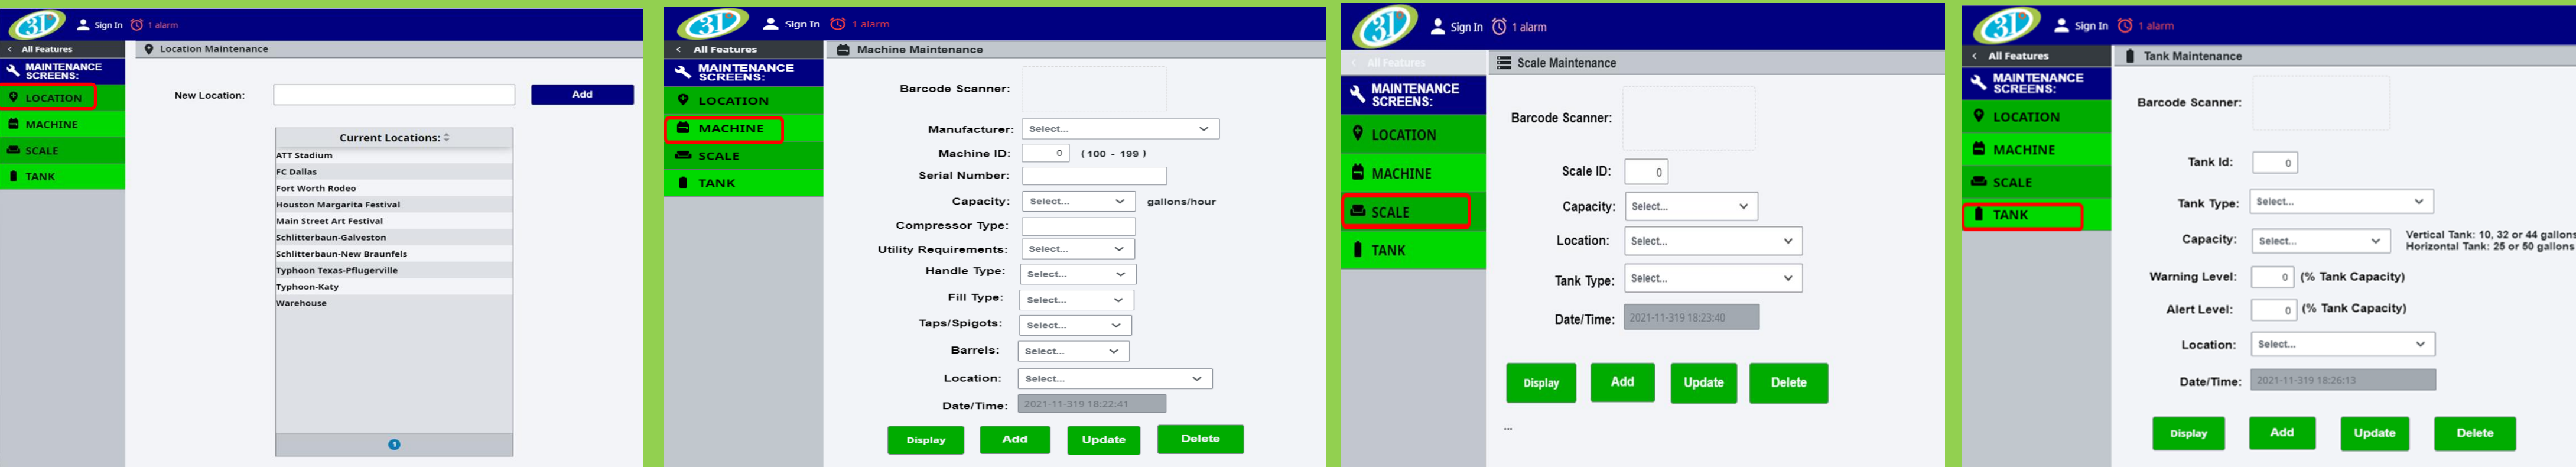 3D
Sign In
1 alarm
< All Features
MAINTENANCE SCREENS:
LOCATION
MACHINE
SCALE
TANK
Location Maintenance
New Location:
Add
Current Locations:
ATT Stadium
FC Dallas
Fort Worth Rodeo
Houston Margarita Festival
Main Street Art Festival
Schlitterbaun-Galveston
Schlitterbaun-New Braunfels
Typhoon Texas-Pflugerville
Typhoon-Katy
Warehouse
1
3D
Sign In
1 alarm
< All Features
MAINTENANCE SCREENS:
LOCATION
MACHINE
SCALE
TANK
Machine Maintenance
Barcode Scanner:
Manufacturer: Select...
Machine ID: 0 (100 - 199)
Serial Number:
Capacity: Select... gallons/hour
Compressor Type:
Utility Requirements: Select...
Handle Type: Select...
Fill Type: Select...
Taps/Spigots: Select...
Barrels: Select...
Location: Select...
Date/Time: 2021-11-319 18:22:41
Display Add Update Delete
3D
Sign In
1 alarm
< All Features
MAINTENANCE SCREENS:
LOCATION
MACHINE
SCALE
TANK
Scale Maintenance
Barcode Scanner:
Scale ID: 0
Capacity: Select...
Location: Select...
Tank Type: Select...
Date/Time: 2021-11-319 18:23:40
Display Add Update Delete
...
3D
Sign In
1 alarm
< All Features
MAINTENANCE SCREENS:
LOCATION
MACHINE
SCALE
TANK
Tank Maintenance
Barcode Scanner:
Tank Id: 0
Tank Type: Select...
Capacity: Select... Vertical Tank: 10, 32 or 44 gallons
Horizontal Tank: 25 or 50 gallons
Warning Level: 0 (% Tank Capacity)
Alert Level: 0 (% Tank Capacity)
Location: Select...
Date/Time: 2021-11-319 18:26:13
Display Add Update Delete